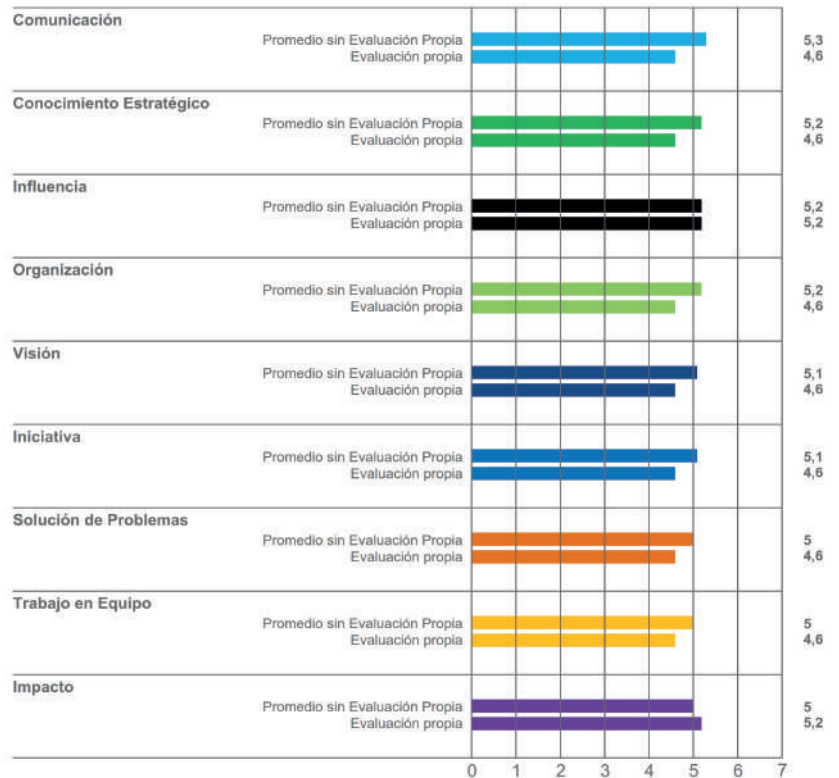 Comunicación
Promedio sin Evaluación Propia 5,3
Evaluación propia 4,6
Conocimiento Estratégico
Promedio sin Evaluación Propia 5,2
Evaluación propia 4,6
Influencia
Promedio sin Evaluación Propia 5,2
Evaluación propia 5,2
Organización
Promedio sin Evaluación Propia 5,2
Evaluación propia 4,6
Visión
Promedio sin Evaluación Propia 5,1
Evaluación propia 4,6
Iniciativa
Promedio sin Evaluación Propia 5,1
Evaluación propia 4,6
Solución de Problemas
Promedio sin Evaluación Propia 5
Evaluación propia 4,6
Trabajo en Equipo
Promedio sin Evaluación Propia 5
Evaluación propia 4,6
Impacto
Promedio sin Evaluación Propia 5
Evaluación propia 5,2
0 1 2 3 4 5 6 7